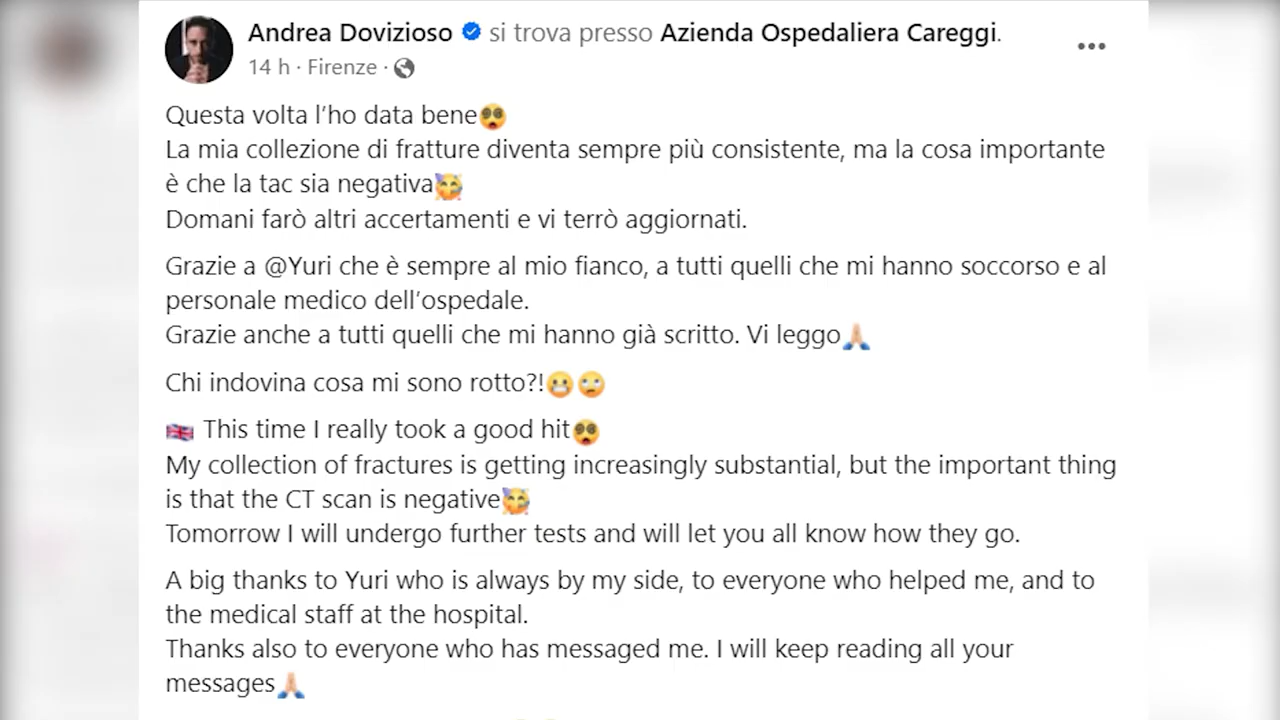 Andrea Dovizioso si trova presso Azienda Ospedaliera Careggi.
14 h · Firenze ·
Questa volta l'ho data bene😵
La mia collezione di fratture diventa sempre più consistente, ma la cosa importante
è che la tac sia negativa🥳
Domani farò altri accertamenti e vi terrò aggiornati.
Grazie a @Yuri che è sempre al mio fianco, a tutti quelli che mi hanno soccorso e al
personale medico dell'ospedale.
Grazie anche a tutti quelli che mi hanno già scritto. Vi leggo🙏🏻
Chi indovina cosa mi sono rotto?!😬🙄
🇬🇧 This time I really took a good hit😵
My collection of fractures is getting increasingly substantial, but the important thing
is that the CT scan is negative🥳
Tomorrow I will undergo further tests and will let you all know how they go.
A big thanks to Yuri who is always by my side, to everyone who helped me, and to
the medical staff at the hospital.
Thanks also to everyone who has messaged me. I will keep reading all your
messages🙏🏻